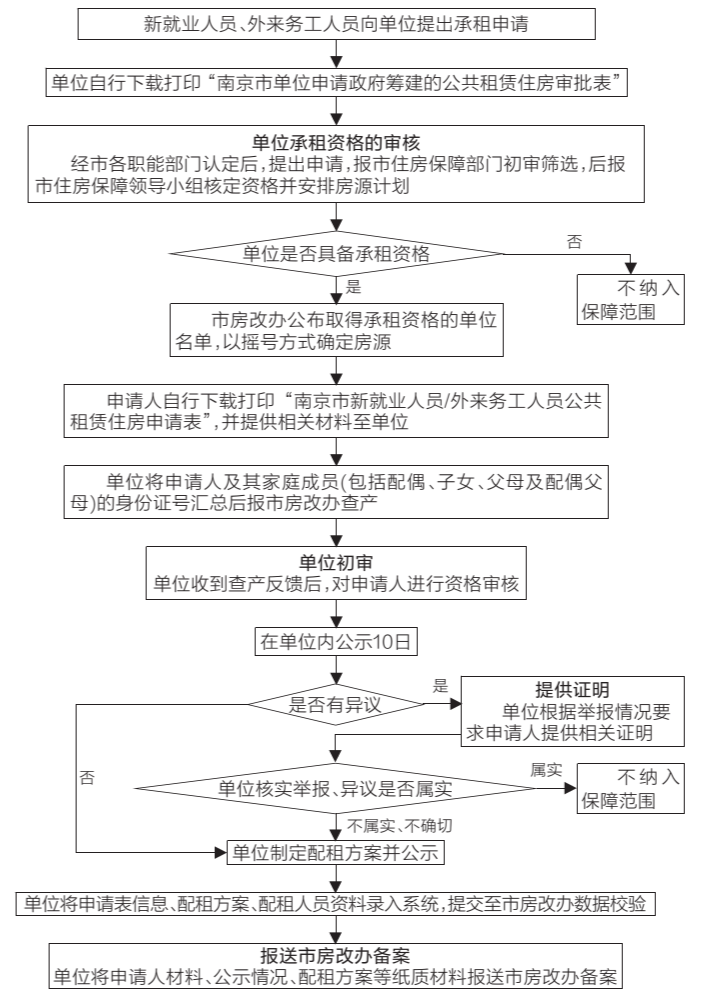 新就业人员、外来务工人员向单位提出承租申请
单位自行下载打印“南京市单位申请政府筹建的公共租赁住房审批表”
单位承租资格的审核
经市各职能部门认定后,提出申请,报市住房保障部门初审筛选,后报
市住房保障领导小组核定资格并安排房源计划
单位是否具备承租资格
否
不纳入
保障范围
是
市房改办公布取得承租资格的单位
名单,以摇号方式确定房源
申请人自行下载打印“南京市新就业人员/外来务工人员公共
租赁住房申请表”,并提供相关材料至单位
单位将申请人及其家庭成员(包括配偶、子女、父母及配偶父
母)的身份证号汇总后报市房改办查产
单位初审
单位收到查产反馈后,对申请人进行资格审核
在单位内公示10日
是否有异议
是
提供证明
单位根据举报情况要
求申请人提供相关证明
否
单位核实举报、异议是否属实
属实
不纳入
保障范围
不属实、不确切
单位制定配租方案并公示
单位将申请表信息、配租方案、配租人员资料录入系统,提交至市房改办数据校验
报送市房改办备案
单位将申请人材料、公示情况、配租方案等纸质材料报送市房改办备案